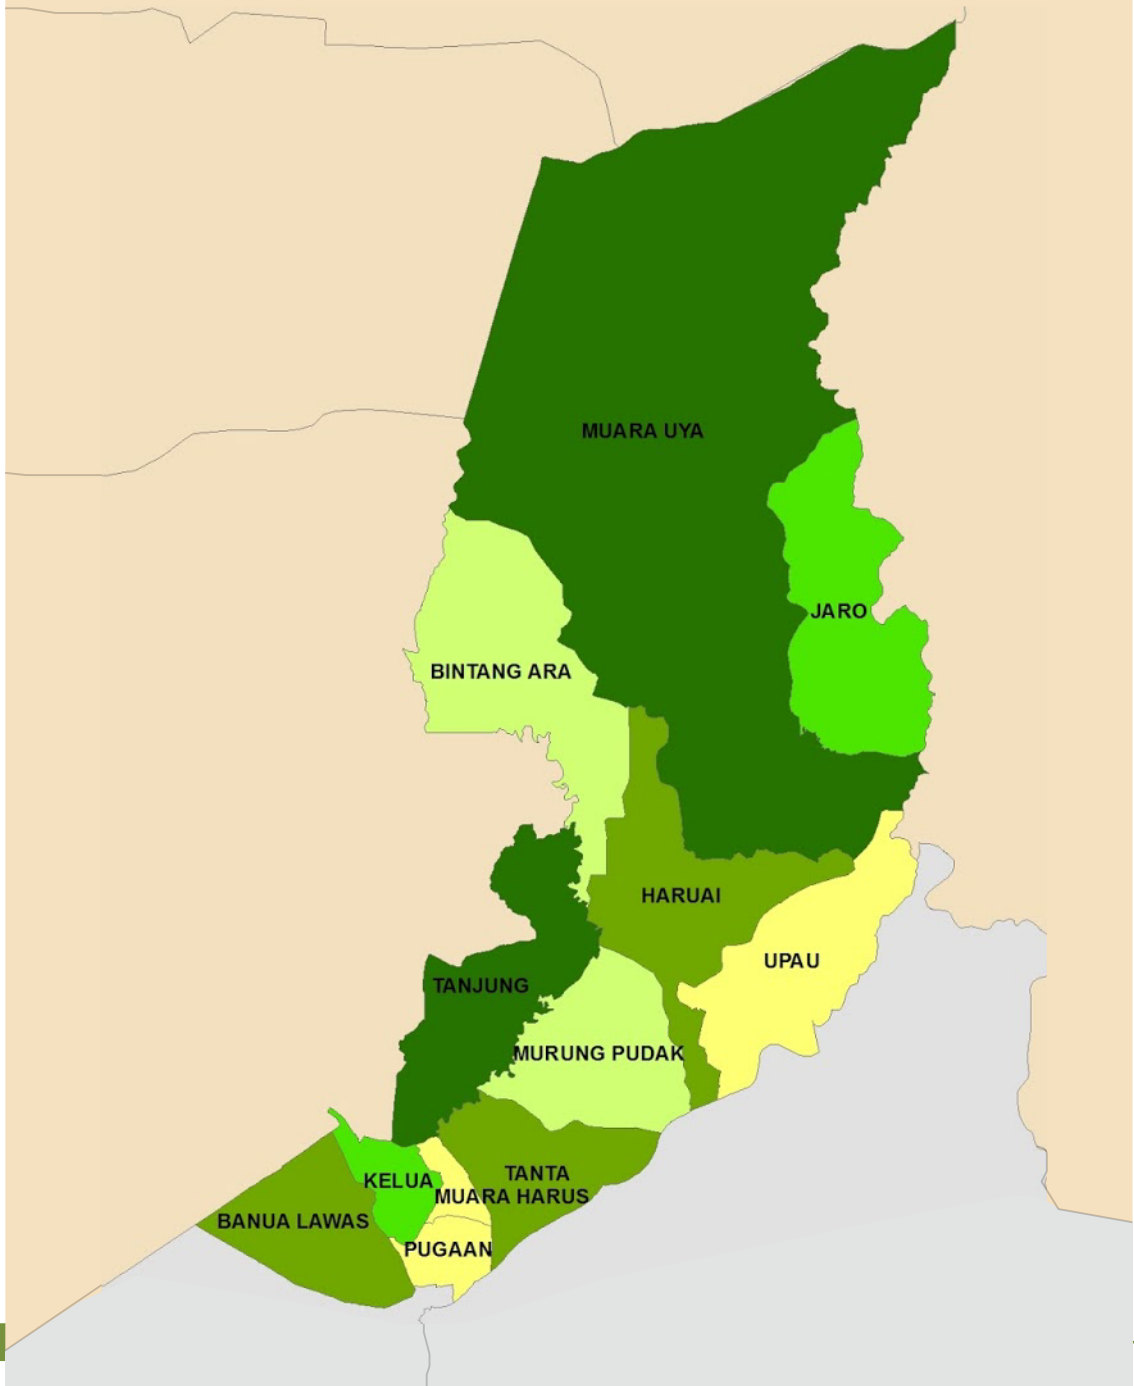 MUARA UYA
JARO
BINTANG ARA
HARUAI
UPAU
TANJUNG
MURUNG PUDAK
TANTA
KELUA
MUARA HARUS
BANUA LAWAS
PUGAAN